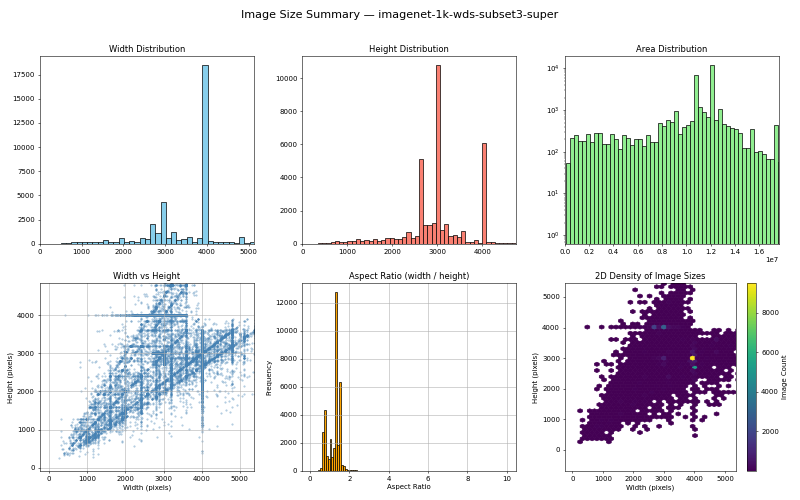 Image Size Summary — imagenet-1k-wds-subset3-super
Width Distribution
17500
15000
12500
10000
7500
5000
2500
0
0 1000 2000 3000 4000 5000
Height Distribution
10000
8000
6000
4000
2000
0
0 1000 2000 3000 4000
Area Distribution
10⁴
10³
10²
10¹
10⁰
0.0 0.2 0.4 0.6 0.8 1.0 1.2 1.4 1.6
1e7
Width vs Height
Height (pixels)
4000
3000
2000
1000
0
0 1000 2000 3000 4000 5000
Width (pixels)
Aspect Ratio (width / height)
Frequency
12000
10000
8000
6000
4000
2000
0
0 2 4 6 8 10
Aspect Ratio
2D Density of Image Sizes
Height (pixels)
5000
4000
3000
2000
1000
0
0 1000 2000 3000 4000 5000
Width (pixels)
8000
6000
4000
2000
Image Count